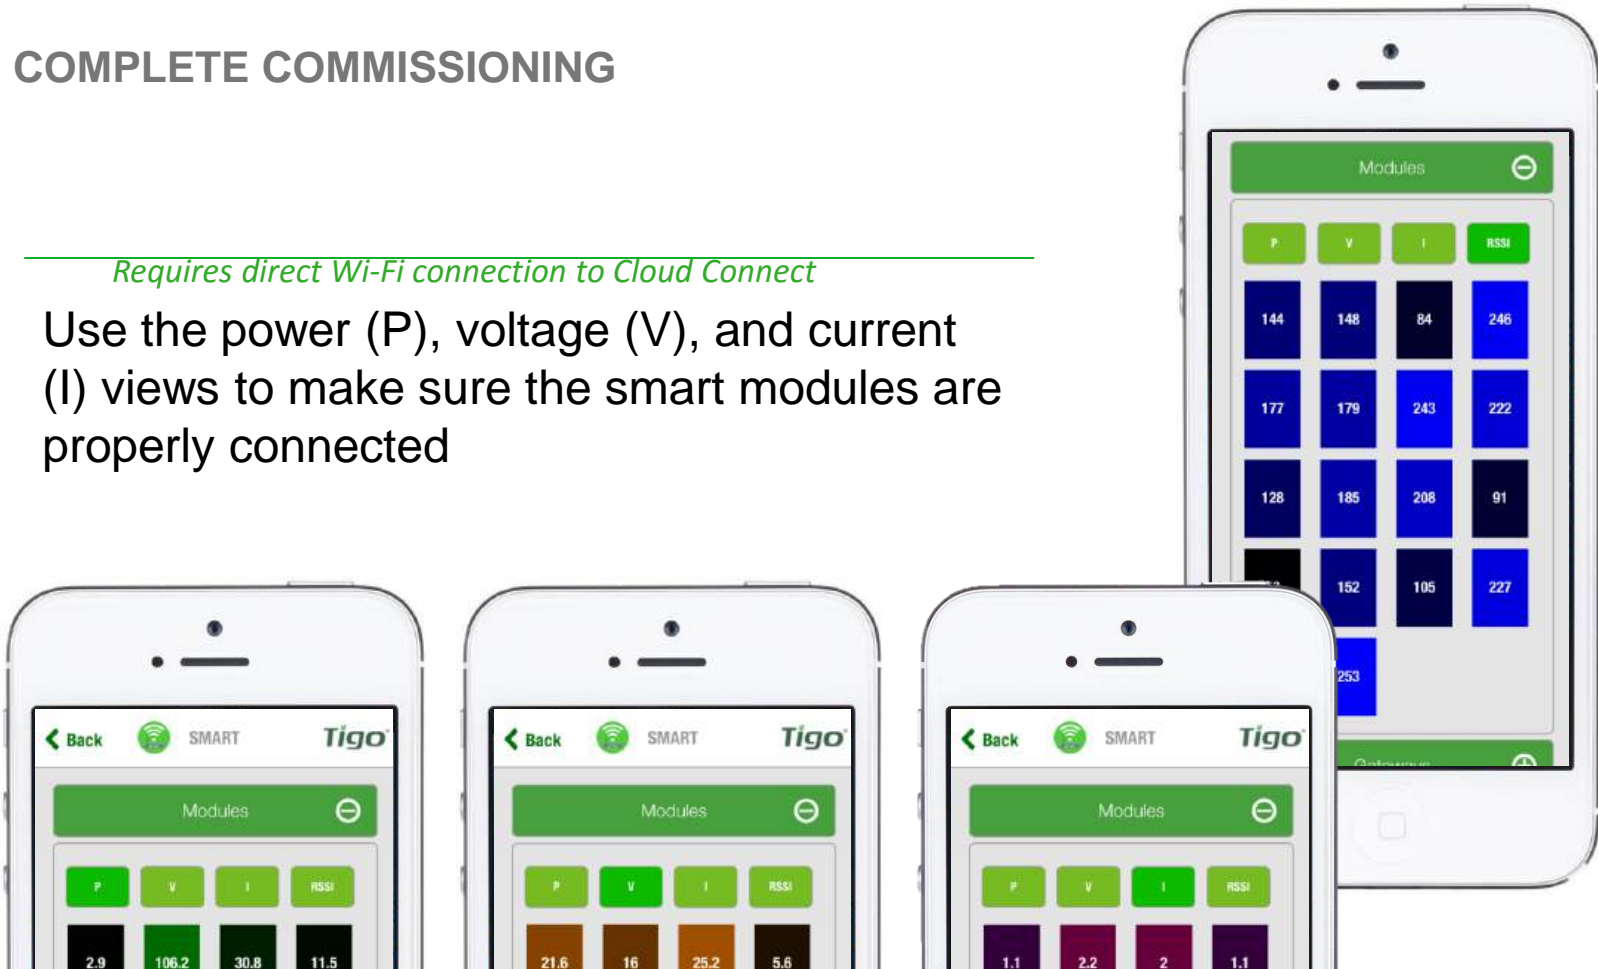 COMPLETE COMMISSIONING
Requires direct Wi-Fi connection to Cloud Connect
Use the power (P), voltage (V), and current
(I) views to make sure the smart modules are
properly connected
Modules
P V I RSSI
144 148 84 246
177 179 243 222
128 185 208 91
152 105 227
253
Gateways
Back SMART Tigo
Modules
P V I RSSI
2.9 106.2 30.8 11.5
Back SMART Tigo
Modules
P V I RSSI
21.6 16 25.2 5.6
Back SMART Tigo
Modules
P V I RSSI
1.1 2.2 2 1.1